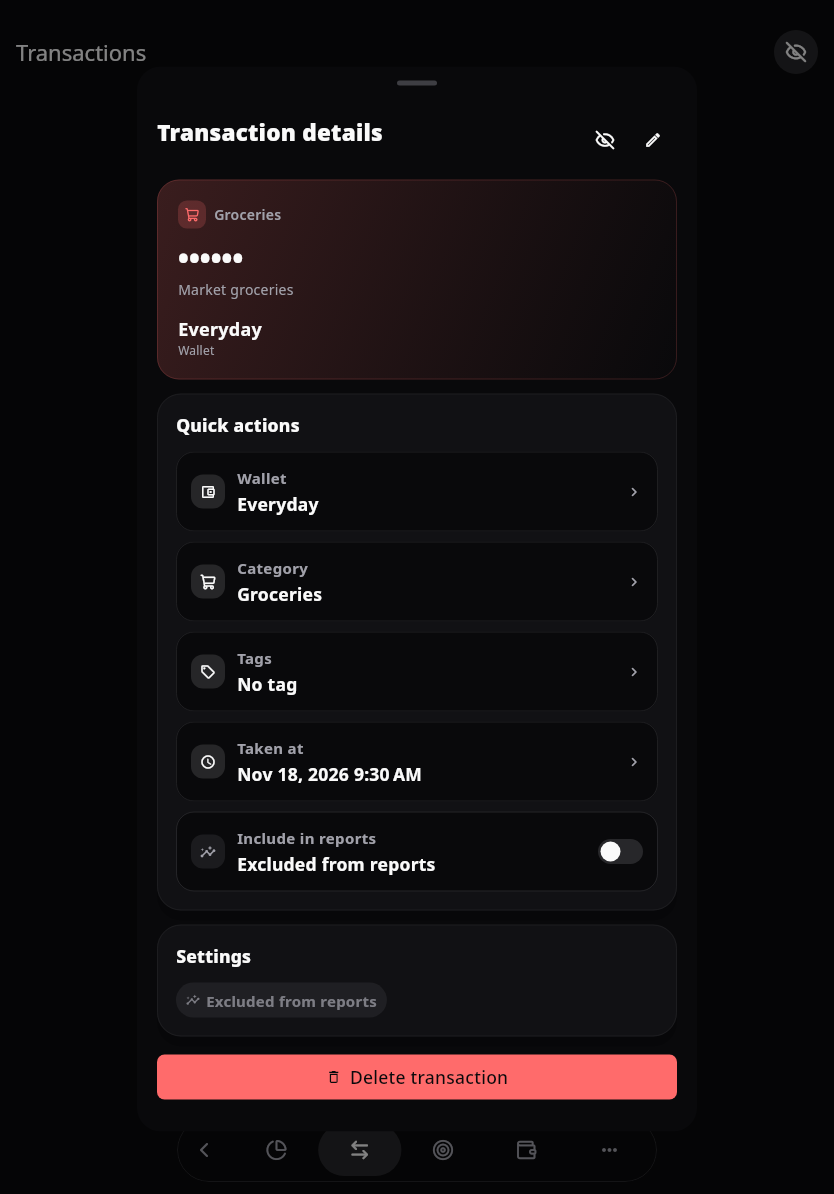 Transactions
Transaction details
Groceries
••••••
Market groceries
Everyday
Wallet
Quick actions
Wallet
Everyday
Category
Groceries
Tags
No tag
Taken at
Nov 18, 2026 9:30 AM
Include in reports
Excluded from reports
Settings
Excluded from reports
Delete transaction